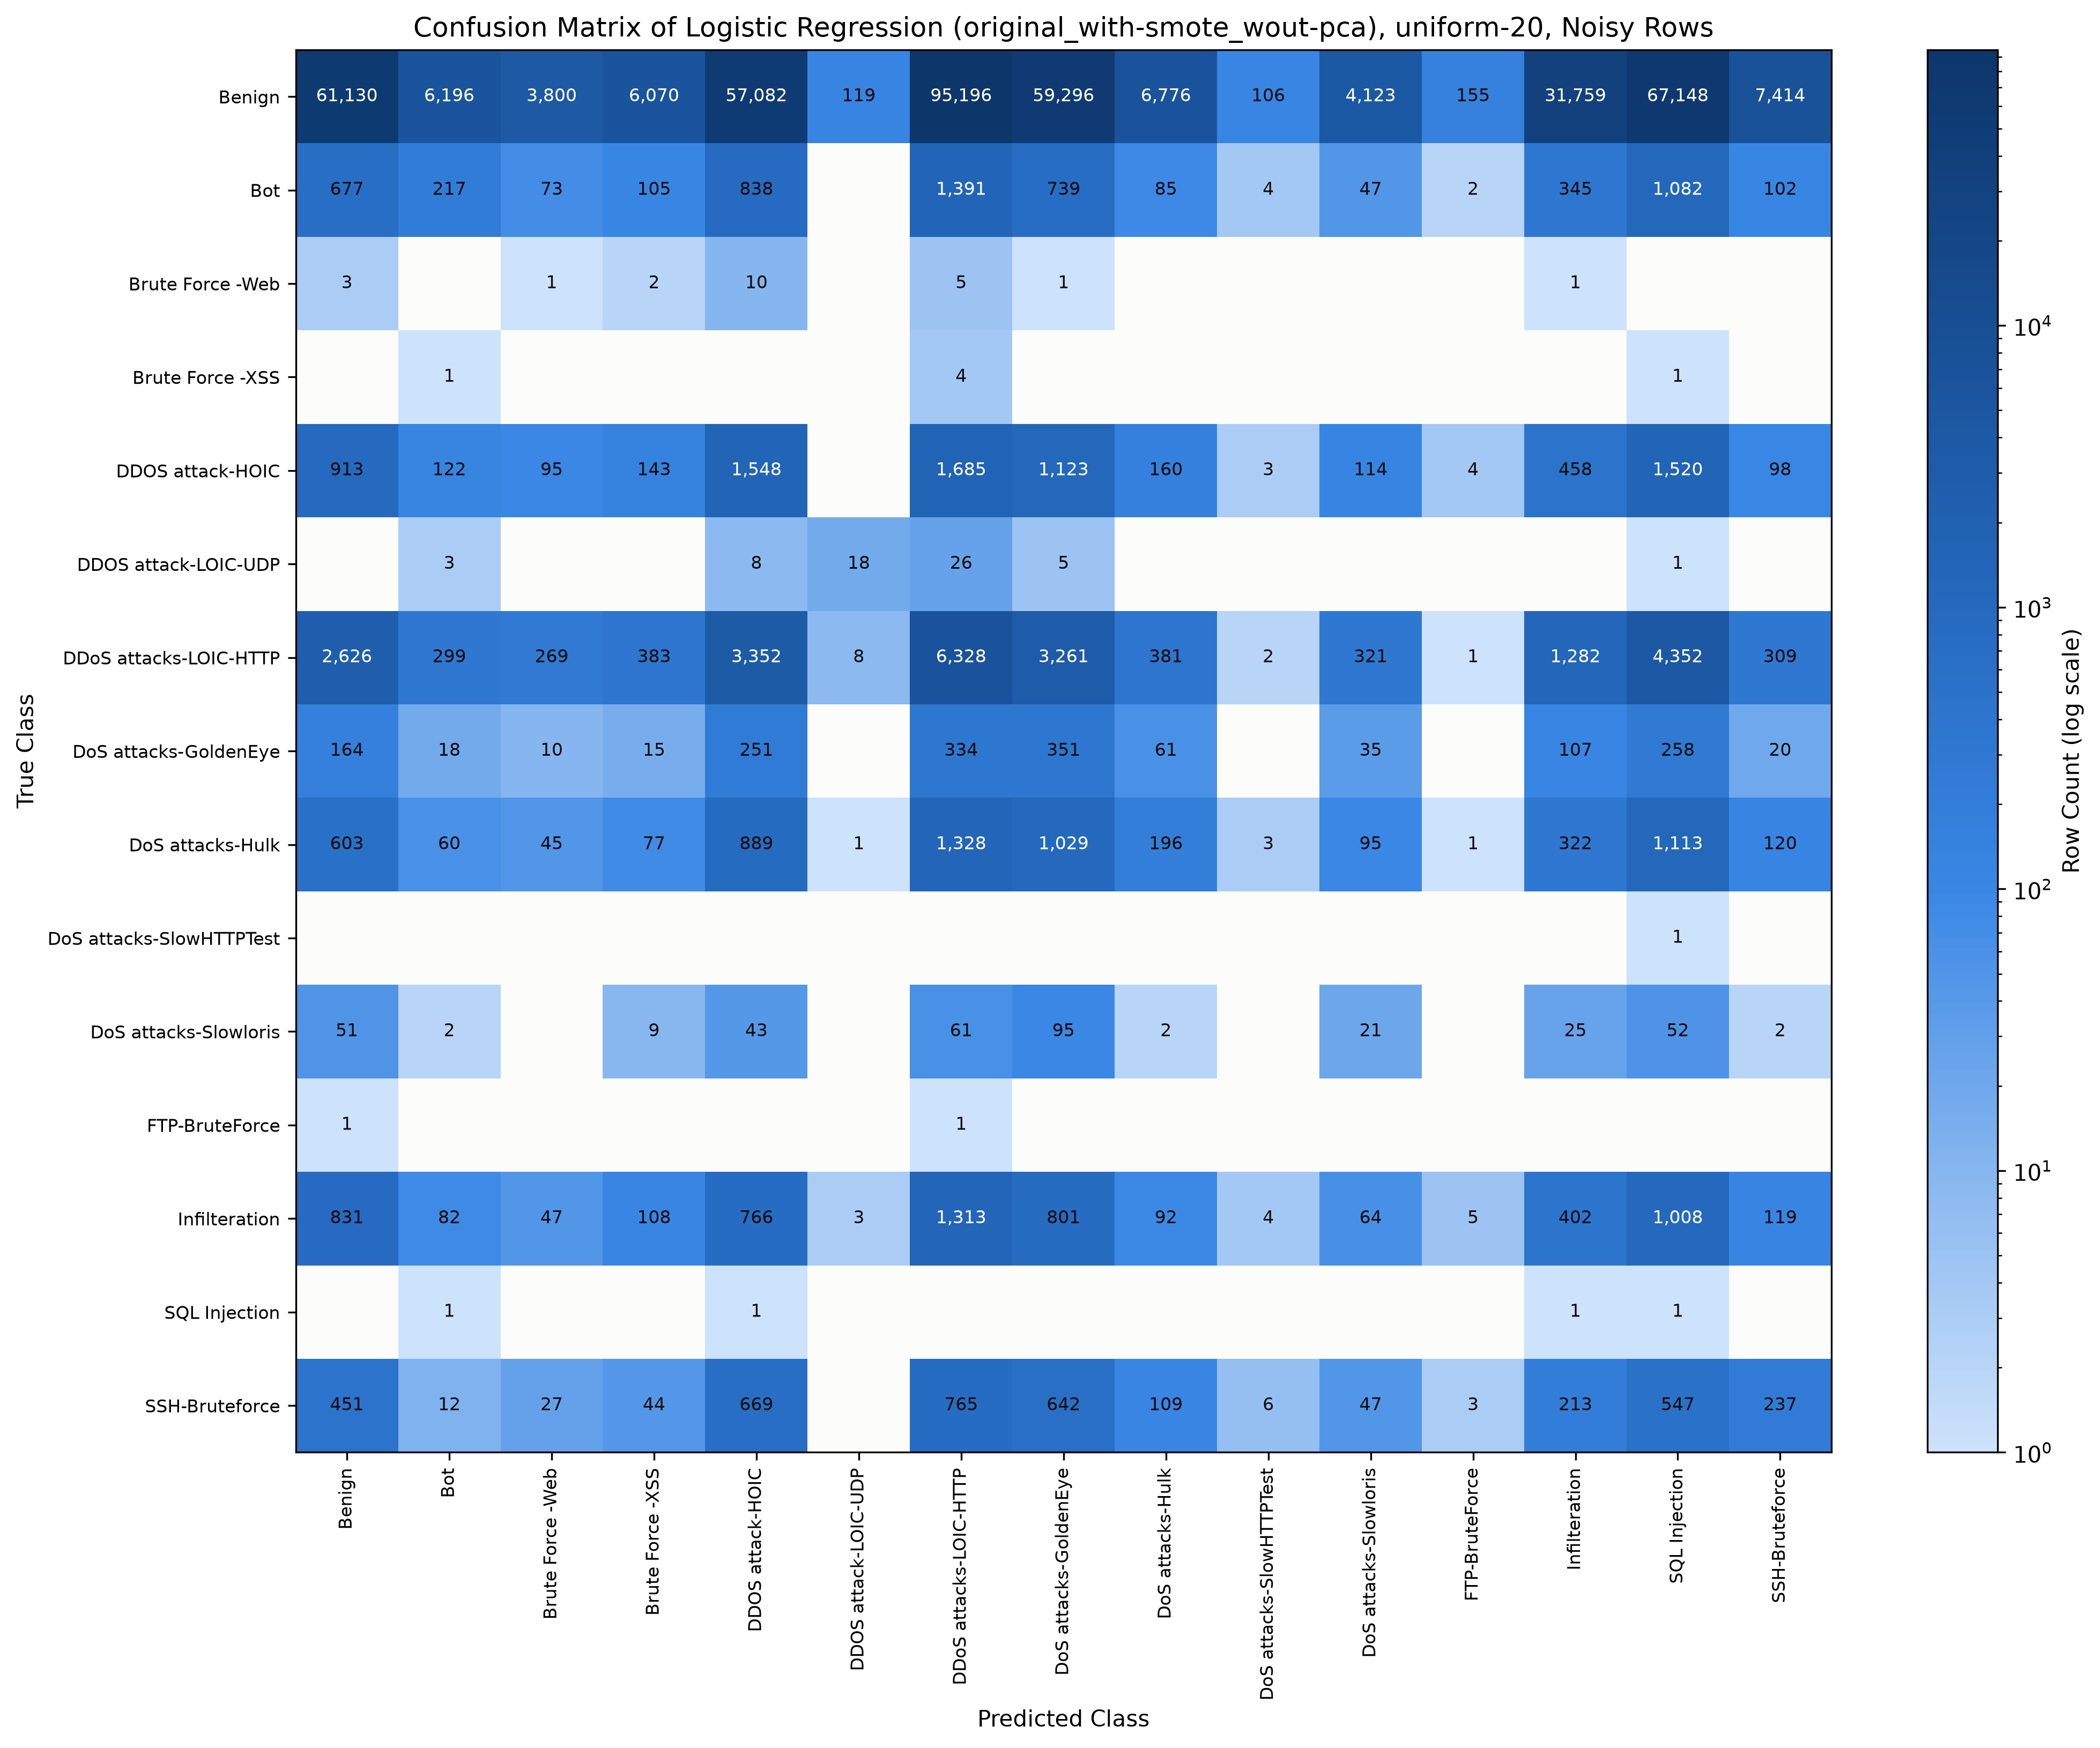 Confusion Matrix of Logistic Regression (original_with-smote_wout-pca), uniform-20, Noisy Rows
True Class
Benign 61,130 6,196 3,800 6,070 57,082 119 95,196 59,296 6,776 106 4,123 155 31,759 67,148 7,414
Bot 677 217 73 105 838 1,391 739 85 4 47 2 345 1,082 102
Brute Force -Web 3 1 2 10 5 1 1
Brute Force -XSS 1 4 1
DDOS attack-HOIC 913 122 95 143 1,548 1,685 1,123 160 3 114 4 458 1,520 98
DDOS attack-LOIC-UDP 3 8 18 26 5 1
DDoS attacks-LOIC-HTTP 2,626 299 269 383 3,352 8 6,328 3,261 381 2 321 1 1,282 4,352 309
DoS attacks-GoldenEye 164 18 10 15 251 334 351 61 35 107 258 20
DoS attacks-Hulk 603 60 45 77 889 1 1,328 1,029 196 3 95 1 322 1,113 120
DoS attacks-SlowHTTPTest 1
DoS attacks-Slowloris 51 2 9 43 61 95 2 21 25 52 2
FTP-BruteForce 1 1
Infilteration 831 82 47 108 766 3 1,313 801 92 4 64 5 402 1,008 119
SQL Injection 1 1 1 1
SSH-Bruteforce 451 12 27 44 669 765 642 109 6 47 3 213 547 237
Benign
Bot
Brute Force -Web
Brute Force -XSS
DDOS attack-HOIC
DDOS attack-LOIC-UDP
DDoS attacks-LOIC-HTTP
DoS attacks-GoldenEye
DoS attacks-Hulk
DoS attacks-SlowHTTPTest
DoS attacks-Slowloris
FTP-BruteForce
Infilteration
SQL Injection
SSH-Bruteforce
Predicted Class
10⁴
10³
10²
10¹
10⁰
Row Count (log scale)